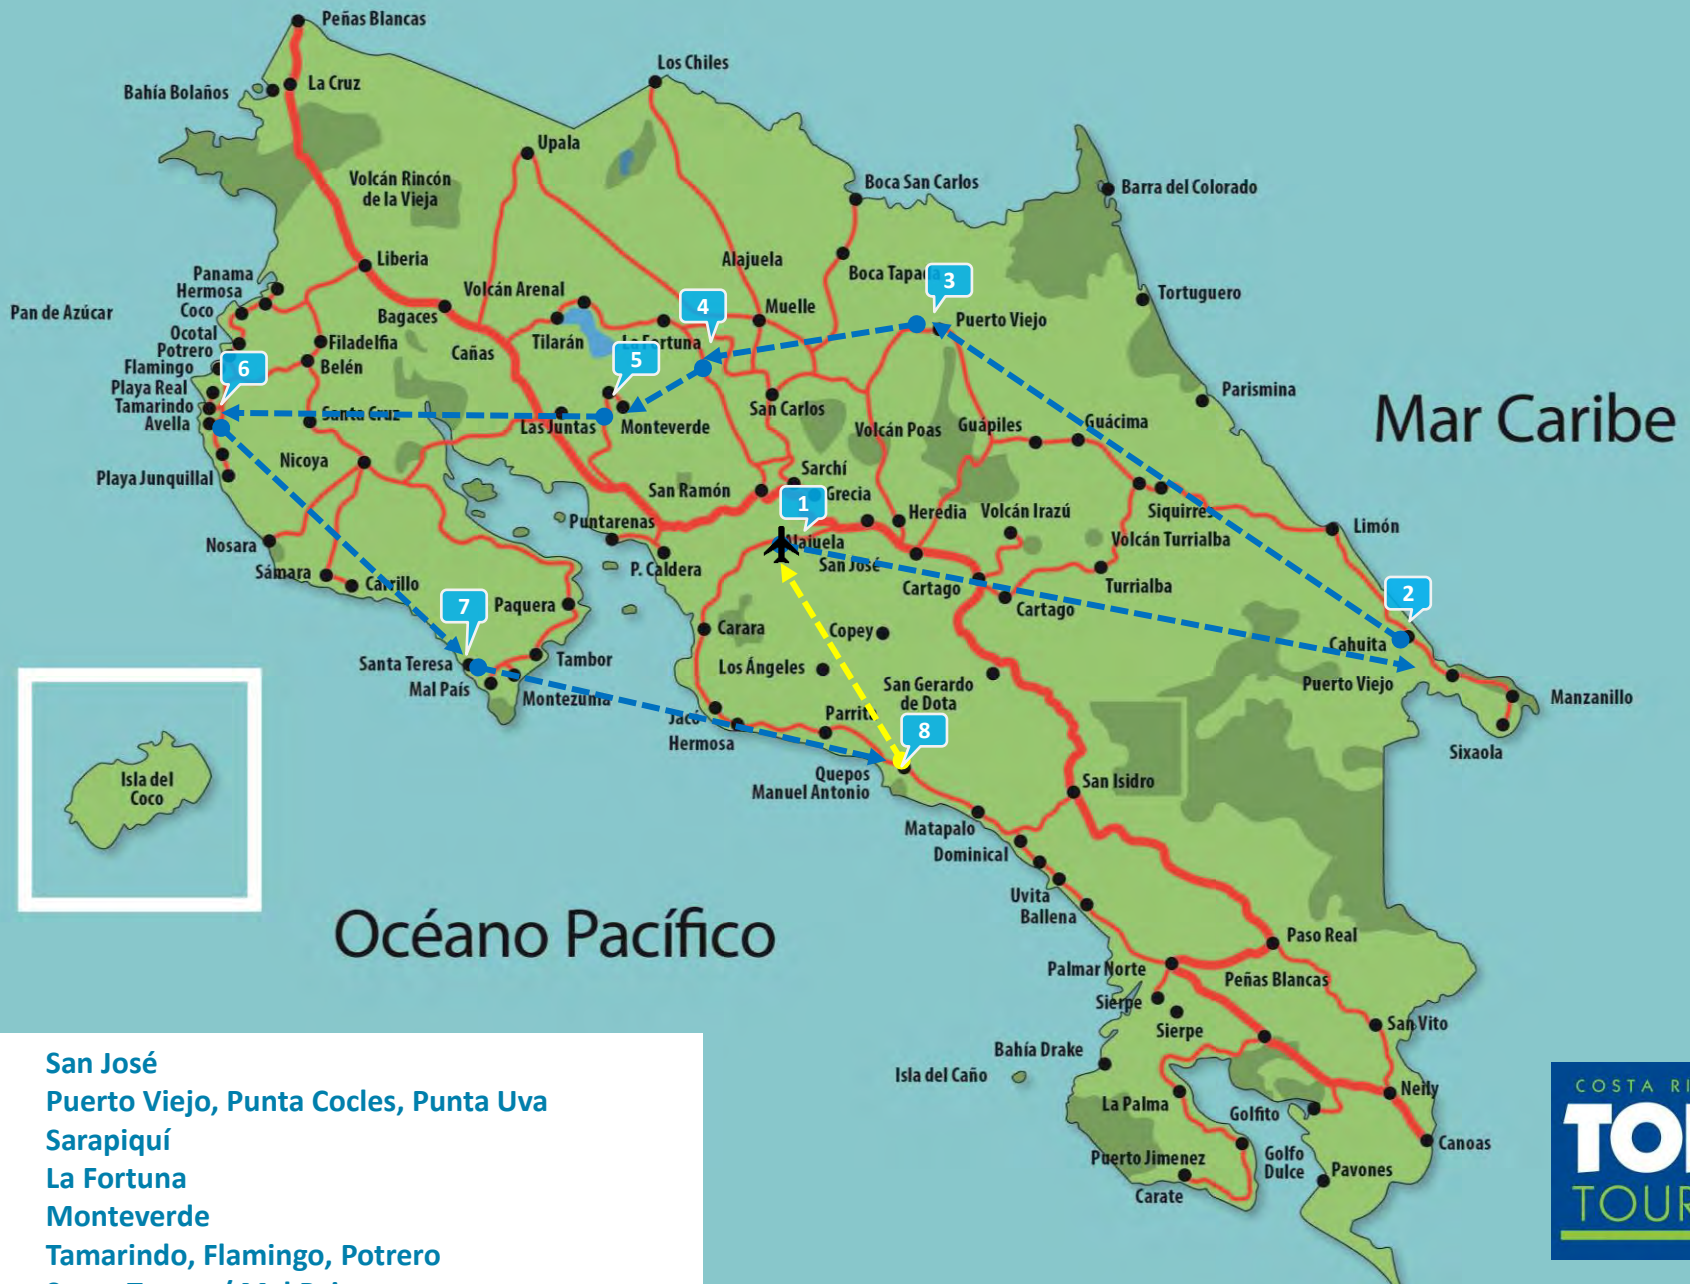 Peñas Blancas
Los Chiles
La Cruz
Bahía Bolaños
Upala
Volcán Rincón
de la Vieja
Boca San Carlos
Barra del Colorado
Liberia
Alajuela
Boca Tapada
Panama
Hermosa
Coco
Pan de Azúcar
Volcán Arenal
3
Tortuguero
Bagaces
4
Muelle
Puerto Viejo
Ocotal
Potrero
Flamingo
Playa Real
Tamarindo
Avella
Filadelfia
Belén
Cañas
Tilarán
La Fortuna
5
6
Santa Cruz
Las Juntas
Monteverde
San Carlos
Parismina
Mar Caribe
Volcán Poas
Guápiles
Guácima
Playa Junquillal
Nicoya
San Ramón
Sarchí
Grecia
1
Heredia
Volcán Irazú
Siquirres
Limón
Puntarenas
Alajuela
San José
Volcán Turrialba
Nosara
Sámara
Carrillo
P. Caldera
Cartago
Cartago
Turrialba
2
7
Paquera
Carara
Copey
Cahuita
Santa Teresa
Tambor
Los Ángeles
Mal País
Montezuma
San Gerardo
de Dota
Puerto Viejo
Manzanillo
Jacó
Hermosa
Parrita
8
Sixaola
Isla del
Coco
Quepos
Manuel Antonio
San Isidro
Matapalo
Dominical
Uvita
Ballena
Océano Pacífico
Paso Real
Palmar Norte
Peñas Blancas
Sierpe
Sierpe
San Vito
Bahía Drake
Isla del Caño
La Palma
Golfito
Neily
Canoas
Puerto Jimenez
Golfo
Dulce
Pavones
Carate
San José
Puerto Viejo, Punta Cocles, Punta Uva
Sarapiquí
La Fortuna
Monteverde
Tamarindo, Flamingo, Potrero
COSTA
TOUR